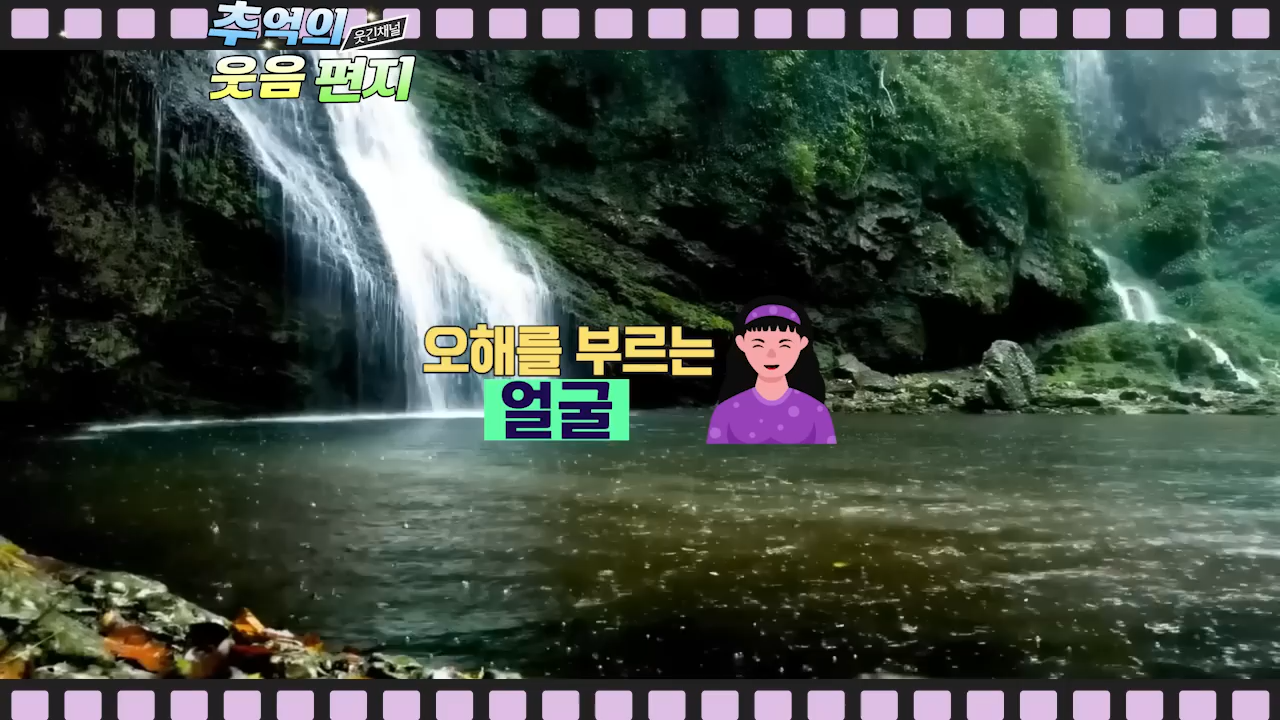 추억의
웃긴채널
웃음 편지
오해를 부르는
얼굴